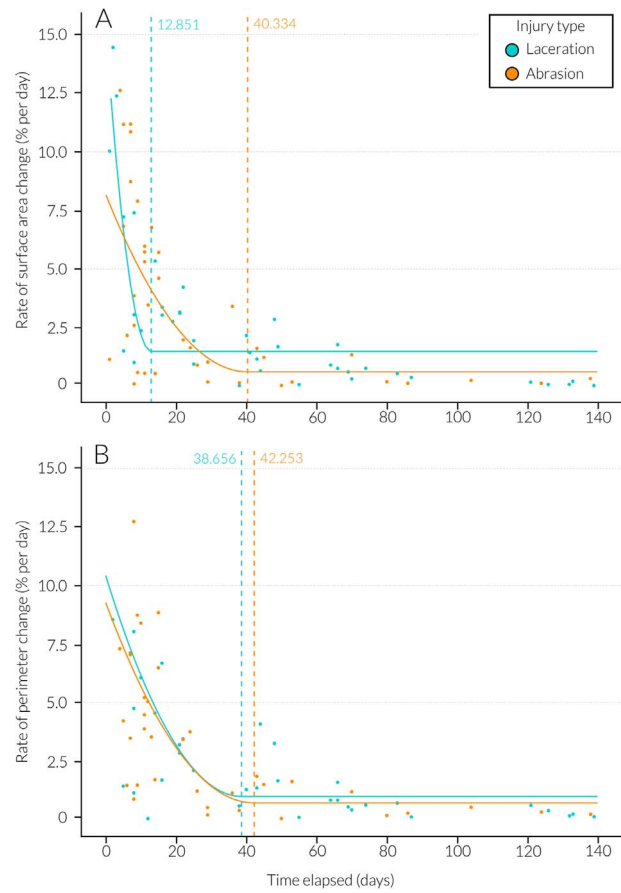 A
12.851
40.334
Injury type
Laceration
Abrasion
Rate of surface area change (% per day)
15.0
12.5
10.0
7.5
5.0
2.5
0
0 20 40 60 80 100 120 140
B
38.656
42.253
Rate of perimeter change (% per day)
15.0
12.5
10.0
7.5
5.0
2.5
0
0 20 40 60 80 100 120 140
Time elapsed (days)